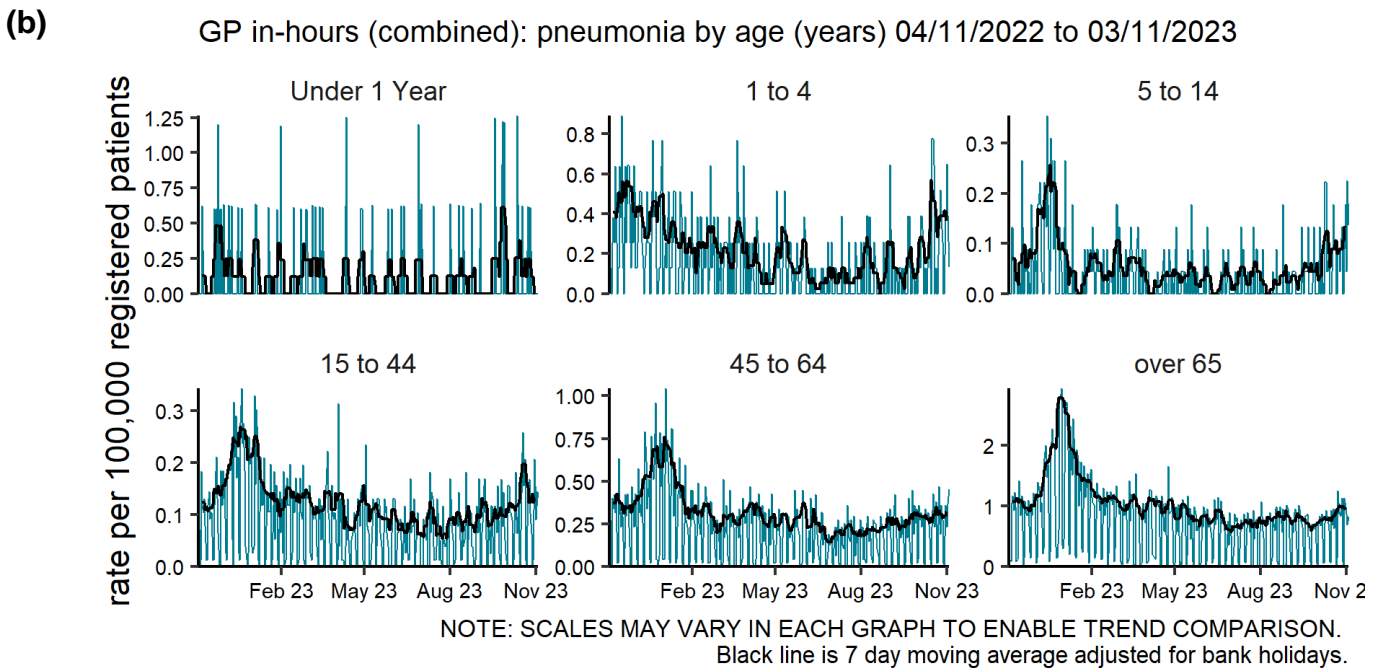 (b)
GP in-hours (combined): pneumonia by age (years) 04/11/2022 to 03/11/2023
rate per 100,000 registered patients
Under 1 Year
1.25
1.00
0.75
0.50
0.25
0.00
1 to 4
0.8
0.6
0.4
0.2
0.0
5 to 14
0.3
0.2
0.1
0.0
15 to 44
0.3
0.2
0.1
0.0
Feb 23 May 23 Aug 23 Nov 23
45 to 64
1.00
0.75
0.50
0.25
0.00
Feb 23 May 23 Aug 23 Nov 23
over 65
2
1
0
Feb 23 May 23 Aug 23 Nov 2
NOTE: SCALES MAY VARY IN EACH GRAPH TO ENABLE TREND COMPARISON.
Black line is 7 day moving average adjusted for bank holidays.